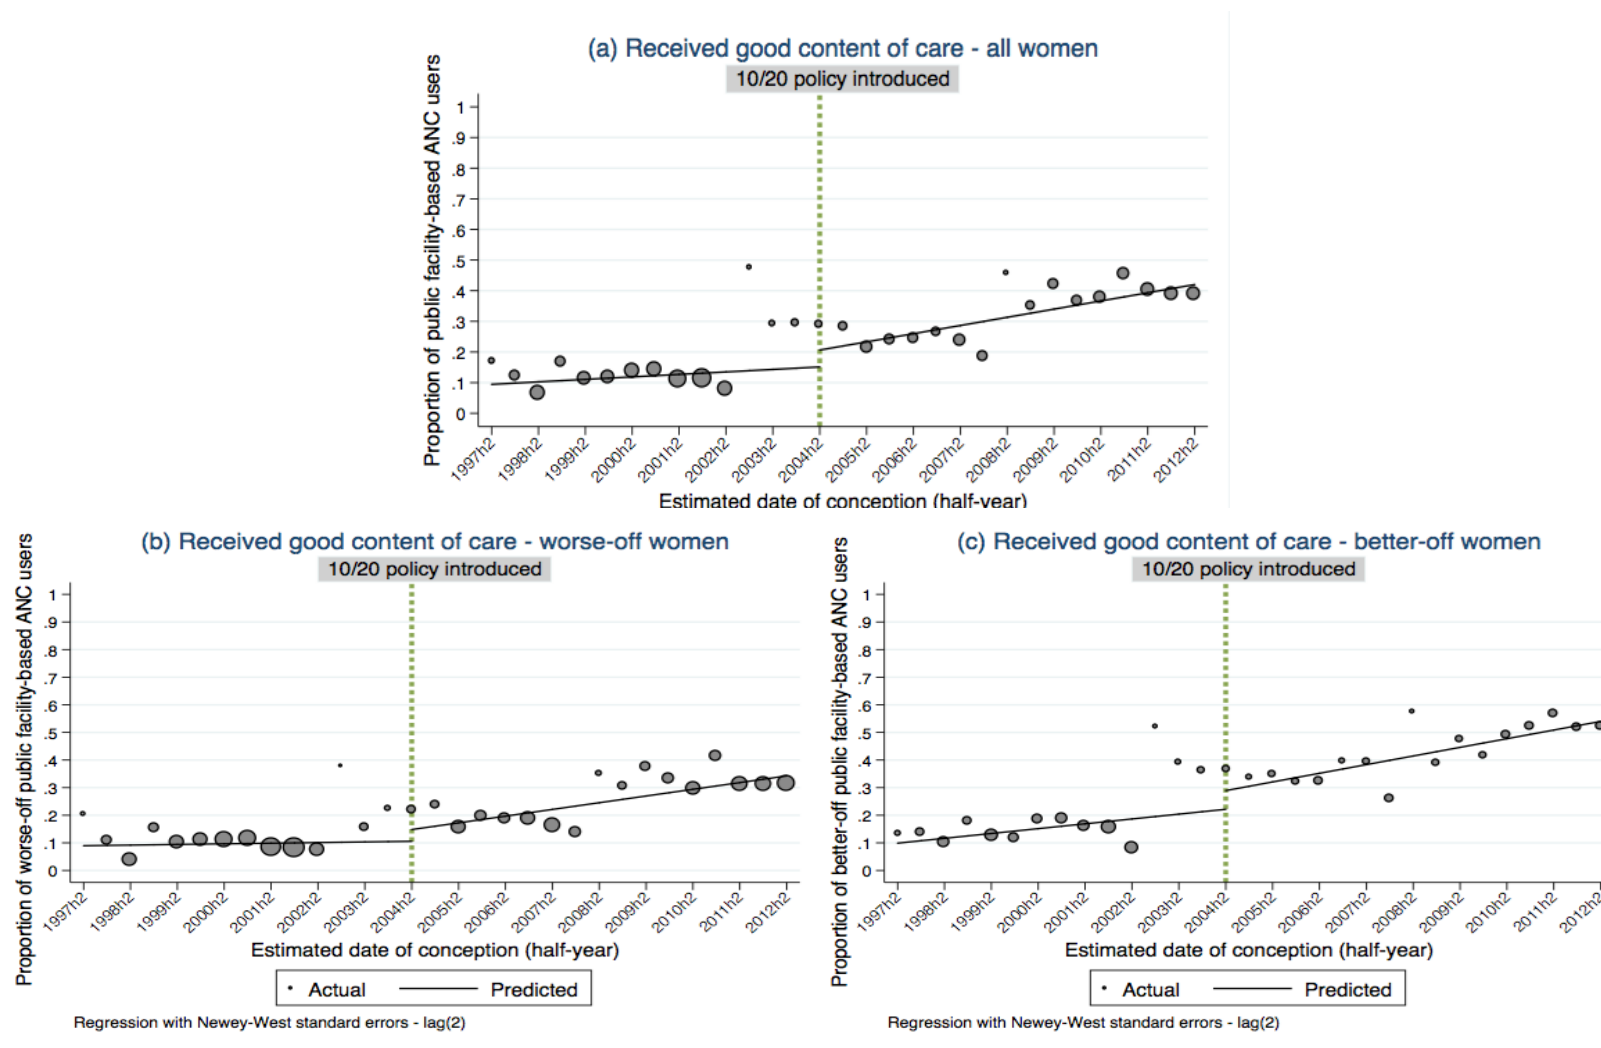 (a) Received good content of care - all women
10/20 policy introduced
Proportion of public facility-based ANC users
1
.9
.8
.7
.6
.5
.4
.3
.2
.1
0
1997h2
1998h2
1999h2
2000h2
2001h2
2002h2
2003h2
2004h2
2005h2
2006h2
2007h2
2008h2
2009h2
2010h2
2011h2
2012h2
Estimated date of conception (half-year)
(b) Received good content of care - worse-off women
10/20 policy introduced
Proportion of worse-off public facility-based ANC users
1
.9
.8
.7
.6
.5
.4
.3
.2
.1
0
1997h2
1998h2
1999h2
2000h2
2001h2
2002h2
2003h2
2004h2
2005h2
2006h2
2007h2
2008h2
2009h2
2010h2
2011h2
2012h2
Estimated date of conception (half-year)
Actual
Predicted
Regression with Newey-West standard errors - lag(2)
(c) Received good content of care - better-off women
10/20 policy introduced
Proportion of better-off public facility-based ANC users
1
.9
.8
.7
.6
.5
.4
.3
.2
.1
0
1997h2
1998h2
1999h2
2000h2
2001h2
2002h2
2003h2
2004h2
2005h2
2006h2
2007h2
2008h2
2009h2
2010h2
2011h2
2012h2
Estimated date of conception (half-year)
Actual
Predicted
Regression with Newey-West standard errors - lag(2)